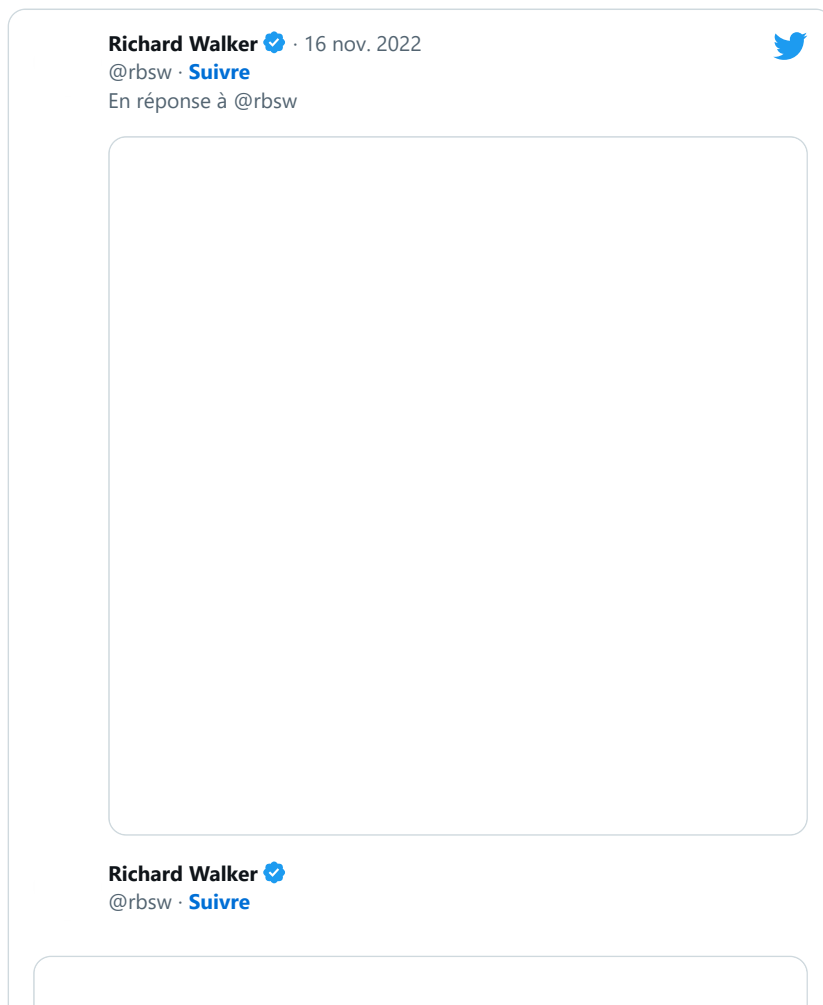 Richard Walker · 16 nov. 2022
@rbsw · Suivre
En réponse à @rbsw
Richard Walker
@rbsw · Suivre